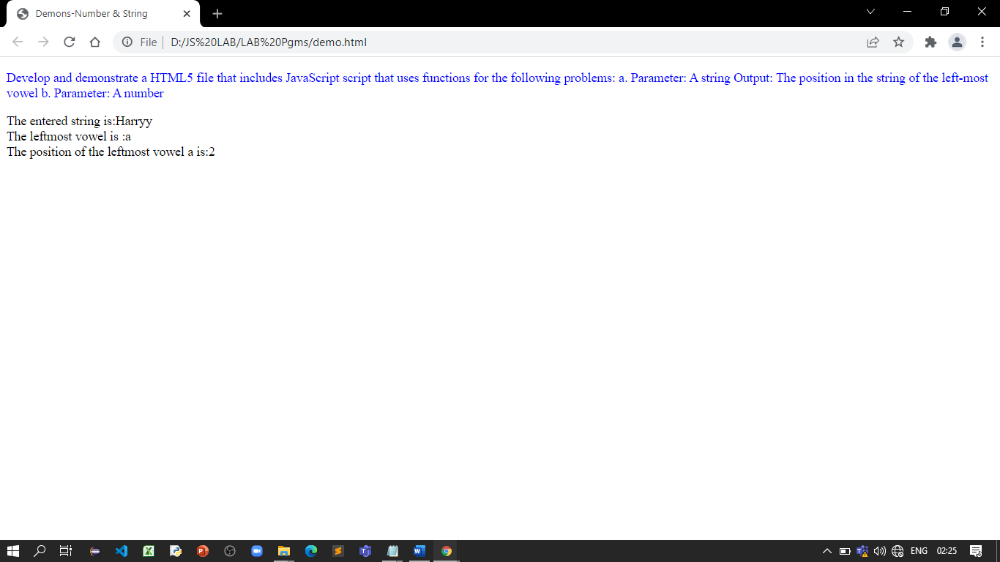 Demons-Number & String
File
D:/JS%20LAB/LAB%20Pgms/demo.html
Develop and demonstrate a HTML5 file that includes JavaScript script that uses functions for the following problems: a. Parameter: A string Output: The position in the string of the left-most
vowel b. Parameter: A number
The entered string is:Harryy
The leftmost vowel is :a
The position of the leftmost vowel a is:2
ENG
02:25